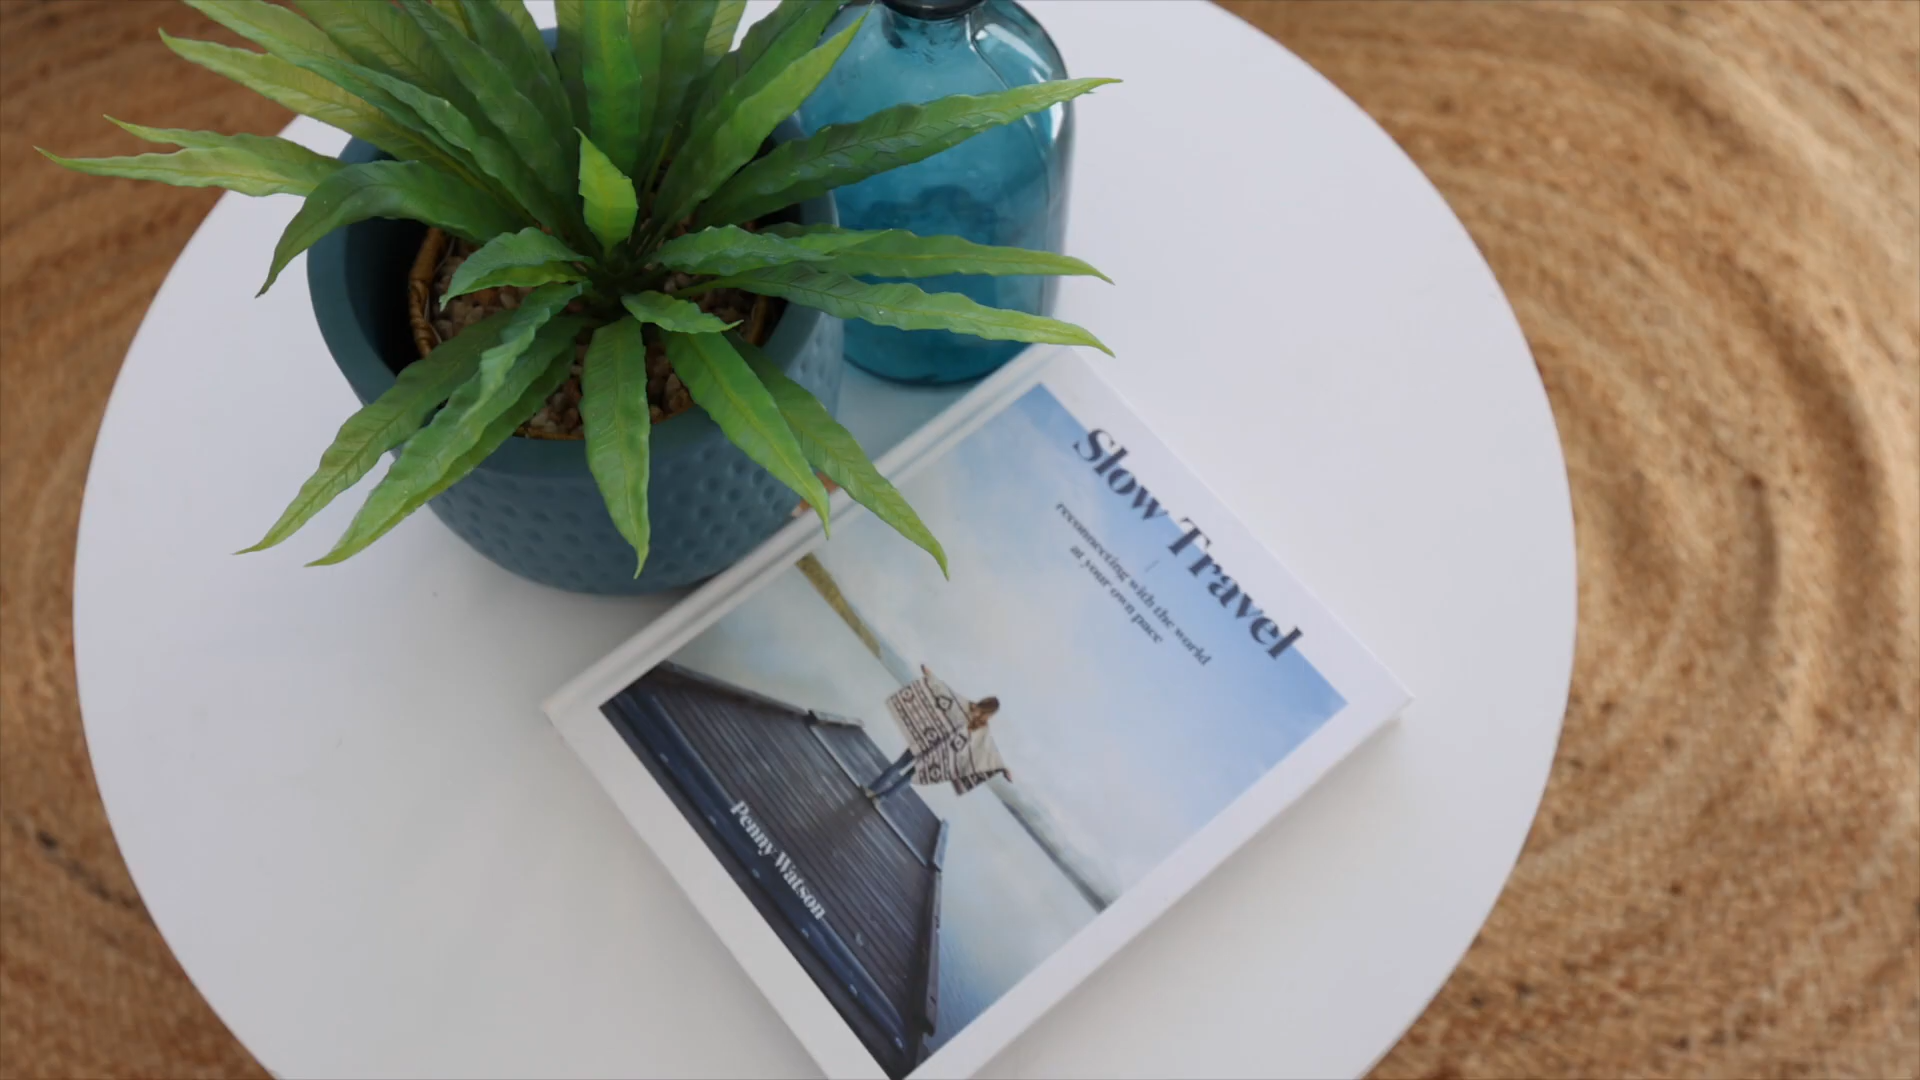 Slow Travel
reconnecting with the world
at your own pace
Penny Watson